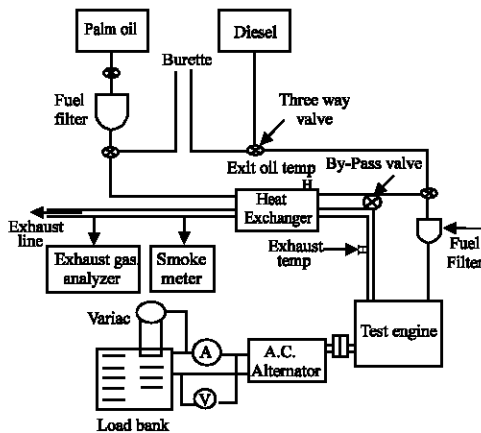 Palm oil
Diesel
Burette
Fuel
filter
Three way
valve
Exit oil temp
By-Pass valve
Heat
Exchanger
Exhaust
line
Exhaust gas
analyzer
Smoke
meter
Exhaust
temp
Fuel
Filter
Variac
A
A.C.
Alternator
Test engine
V
Load bank